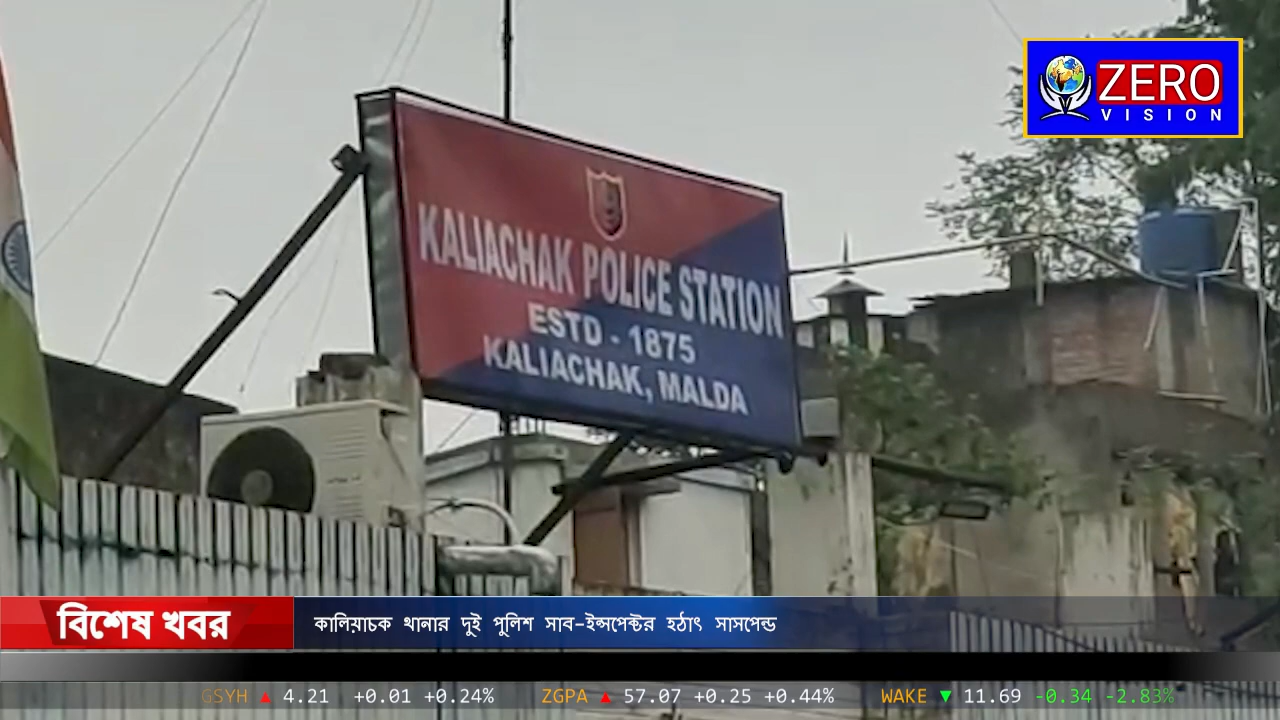 ZERO
VISION
KALIACHAK POLICE STATION
ESTD - 1875
KALIACHAK, MALDA
বিশেষ খবর
কালিয়াচক থানার দুই পুলিশ সাব-ইন্সপেক্টর হঠাৎ সাসপেন্ড
GSYH ▲ 4.21 +0.01 +0.24% ZGPA ▲ 57.07 +0.25 +0.44% WAKE ▼ 11.69 -0.34 -2.83%